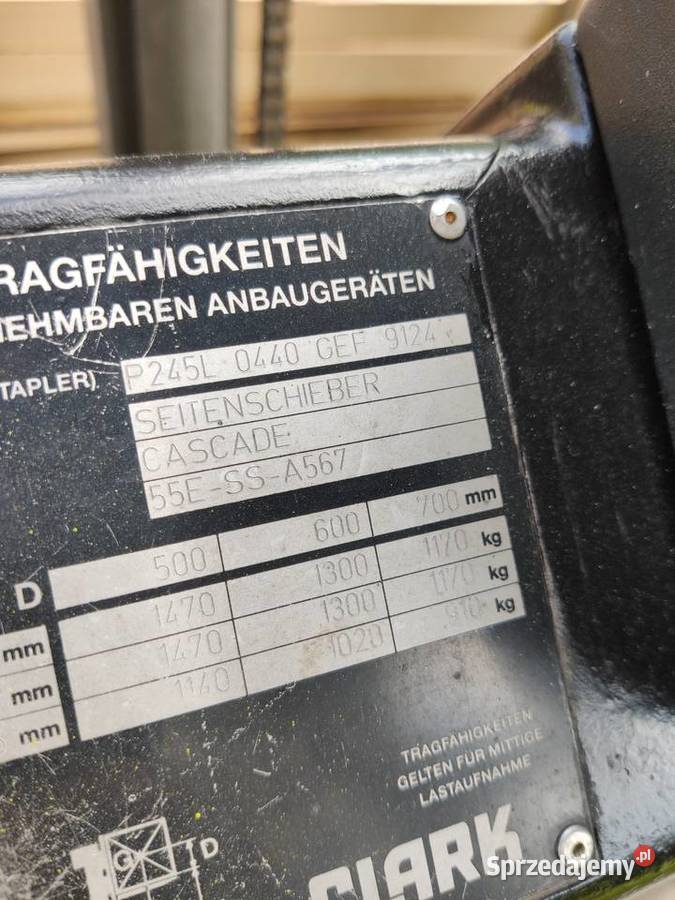 RAGFÄHIGKEITEN
NEHMBAREN ANBAUGERÄTEN
TAPLER) P245L 0440 GEF 9124
SEITENSCHIEBER
CASCADE
55E-SS-A567
D 500 600 700 mm
mm 1470 1300 1170 kg
mm 1470 1300 1170 kg
mm 1140 1020 910 kg
TRAGFÄHIGKEITEN
GELTEN FÜR MITTIGE
LASTAUFNAHME
G D
CLARK
Sprzedajemy.pl